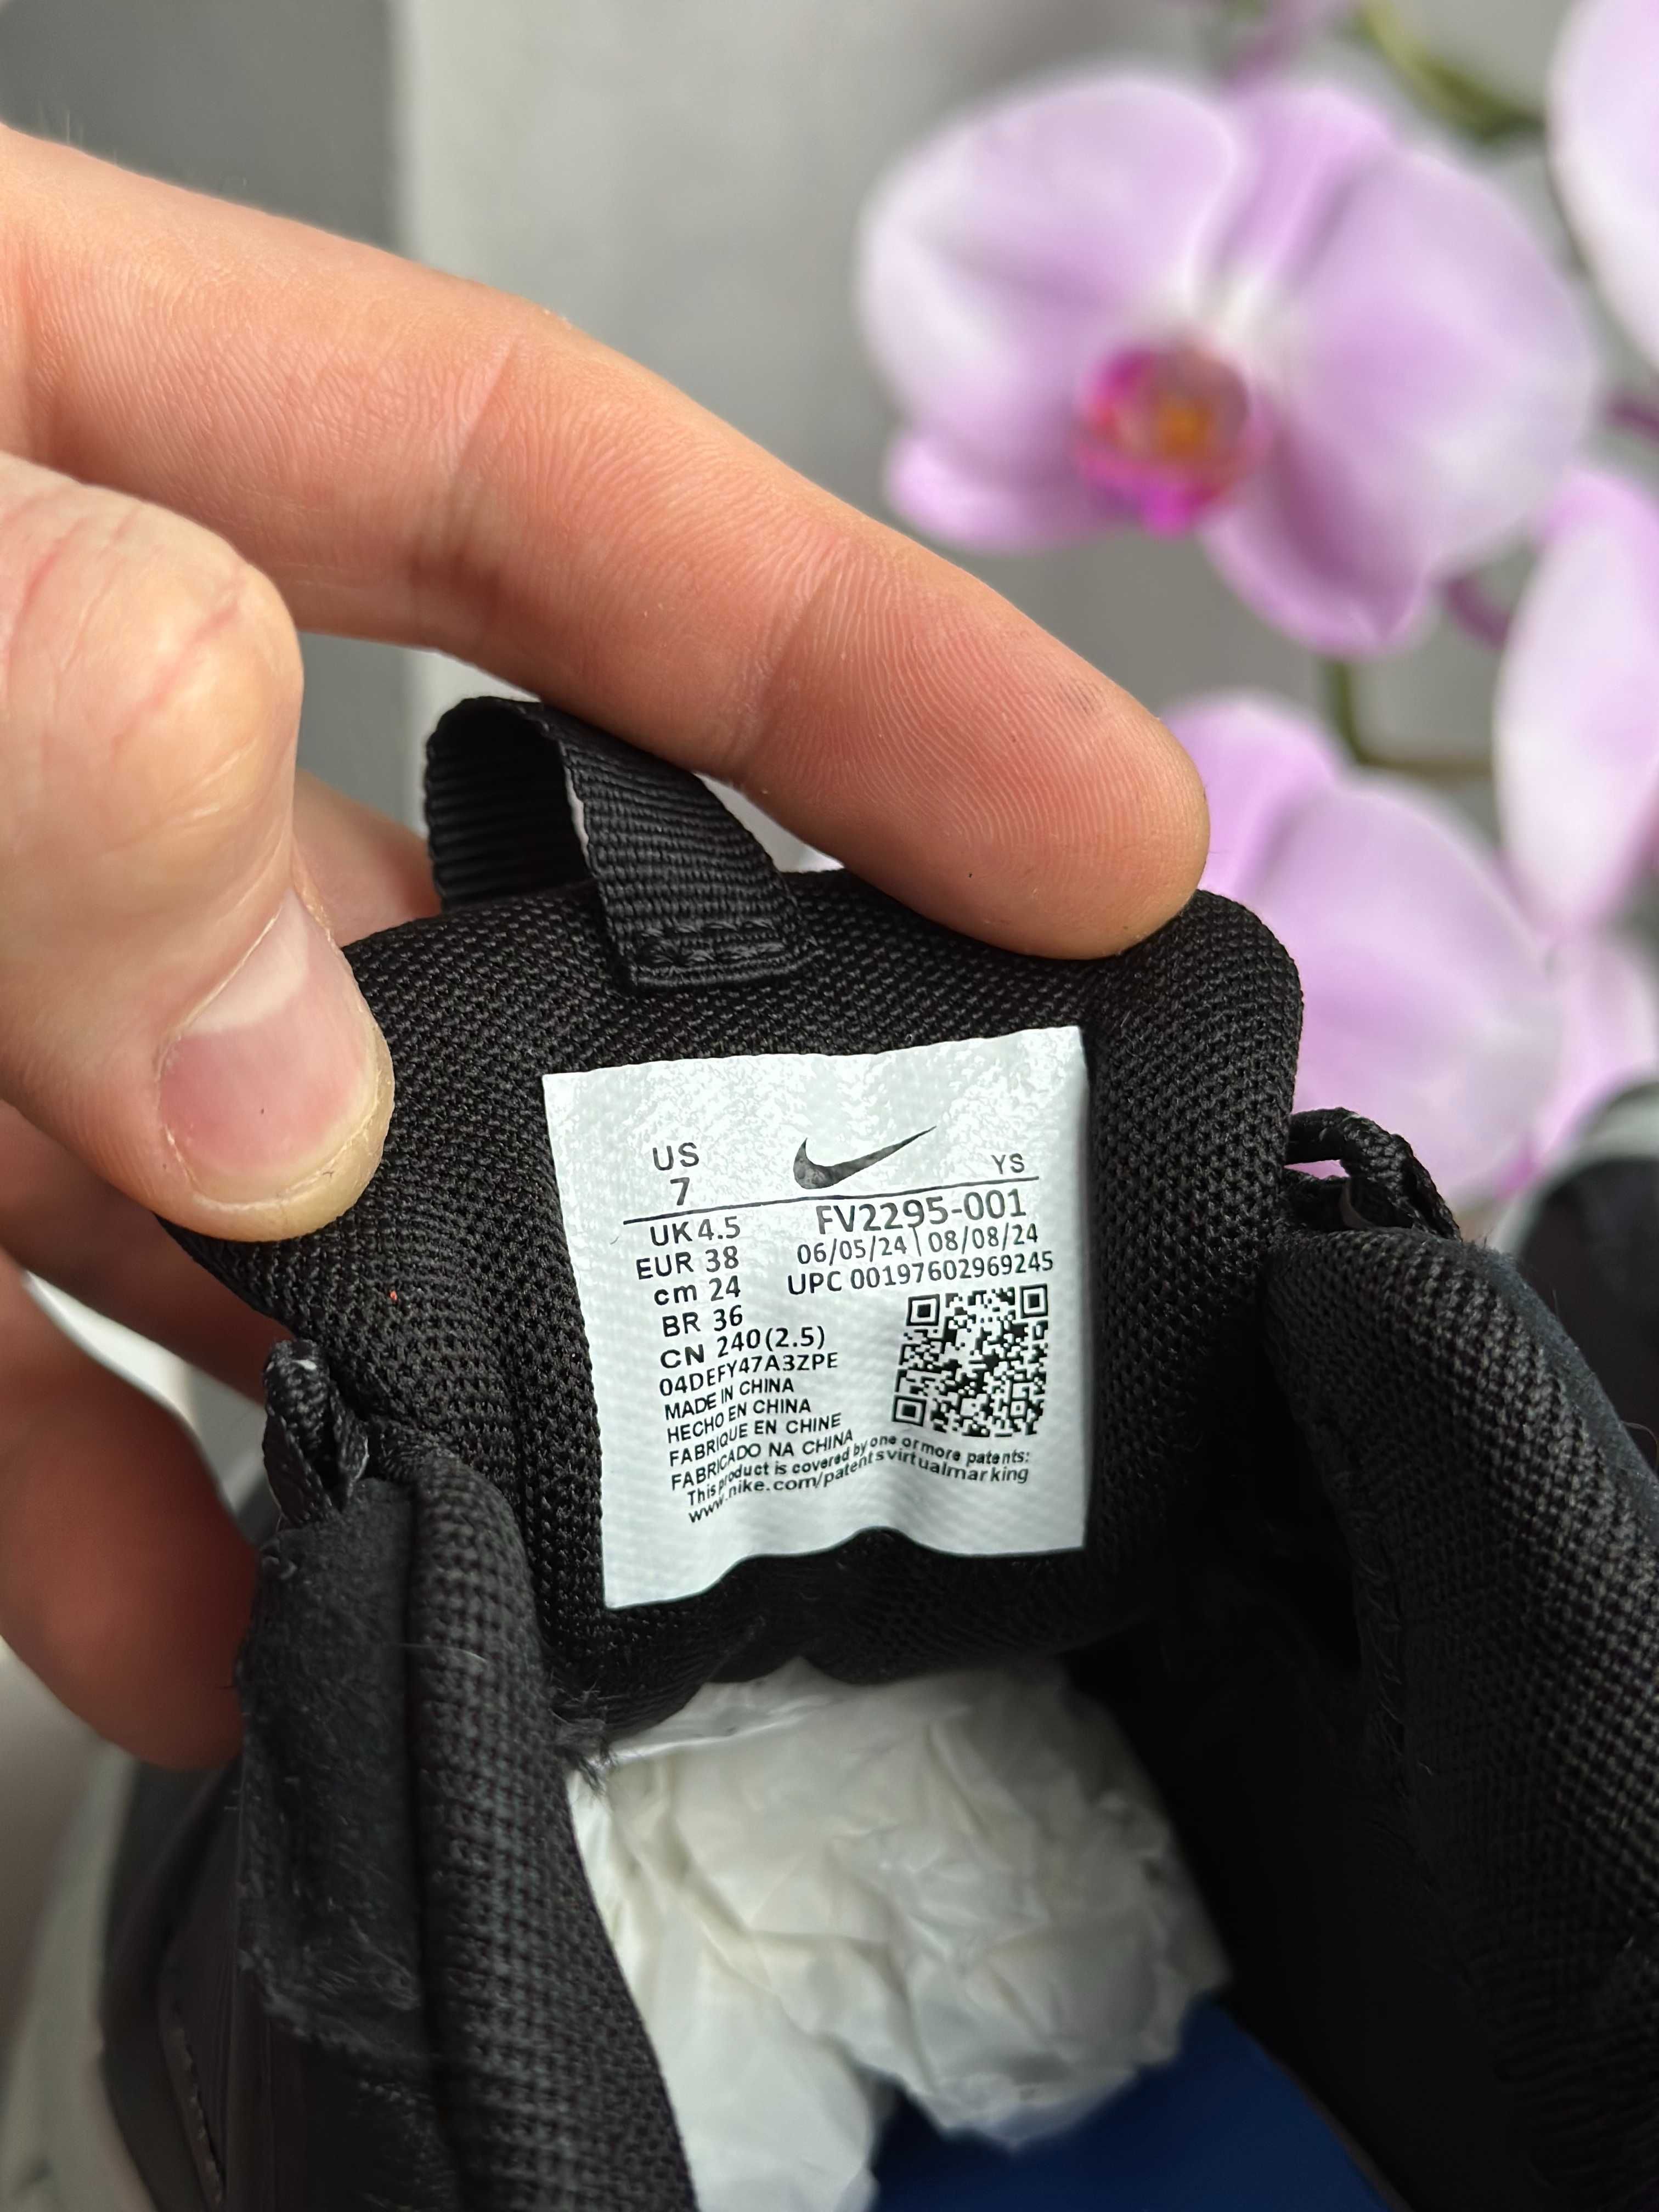 US YS
7
UK 4.5 FV2295-001
EUR 38 06/05/24 \ 08/08/24
cm 24 UPC 00197602969245
BR 36
CN 240(2.5)
04DEFY47A3ZPE
MADE IN CHINA
HECHO EN CHINA
FABRIQUE EN CHINE
FABRICADO NA CHINA
This product is covered by one or more patents:
www.nike.com/patentsvirtualmarking